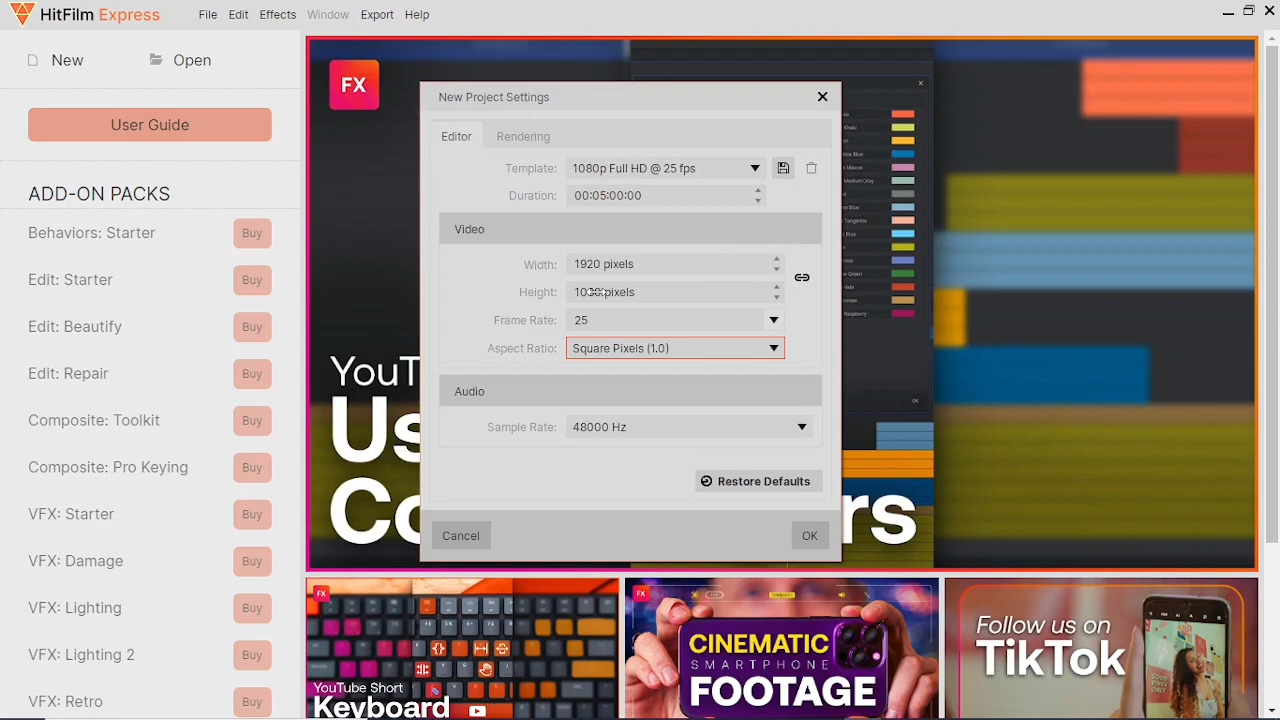 HitFilm Express
File Edit Effects Window Export Help
New Open
User Guide
ADD-ON PACKS
Behaviors: Starter Buy
Edit: Starter Buy
Edit: Beautify Buy
Edit: Repair Buy
Composite: Toolkit Buy
Composite: Pro Keying Buy
VFX: Starter Buy
VFX: Damage Buy
VFX: Lighting Buy
VFX: Lighting 2 Buy
VFX: Retro Buy
FX
New Project Settings
Editor Rendering
Template: 1080p Full HD @ 25 fps
Duration: 00:05:00:00
Video
Width: 1920 pixels
Height: 1080 pixels
Frame Rate: 25
Aspect Ratio: Square Pixels (1.0)
Audio
Sample Rate: 48000 Hz
Restore Defaults
Cancel OK
FX
YouTube Short
Keyboard
FX
CINEMATIC
SMARTPHONE
FOOTAGE
Follow us on
TikTok